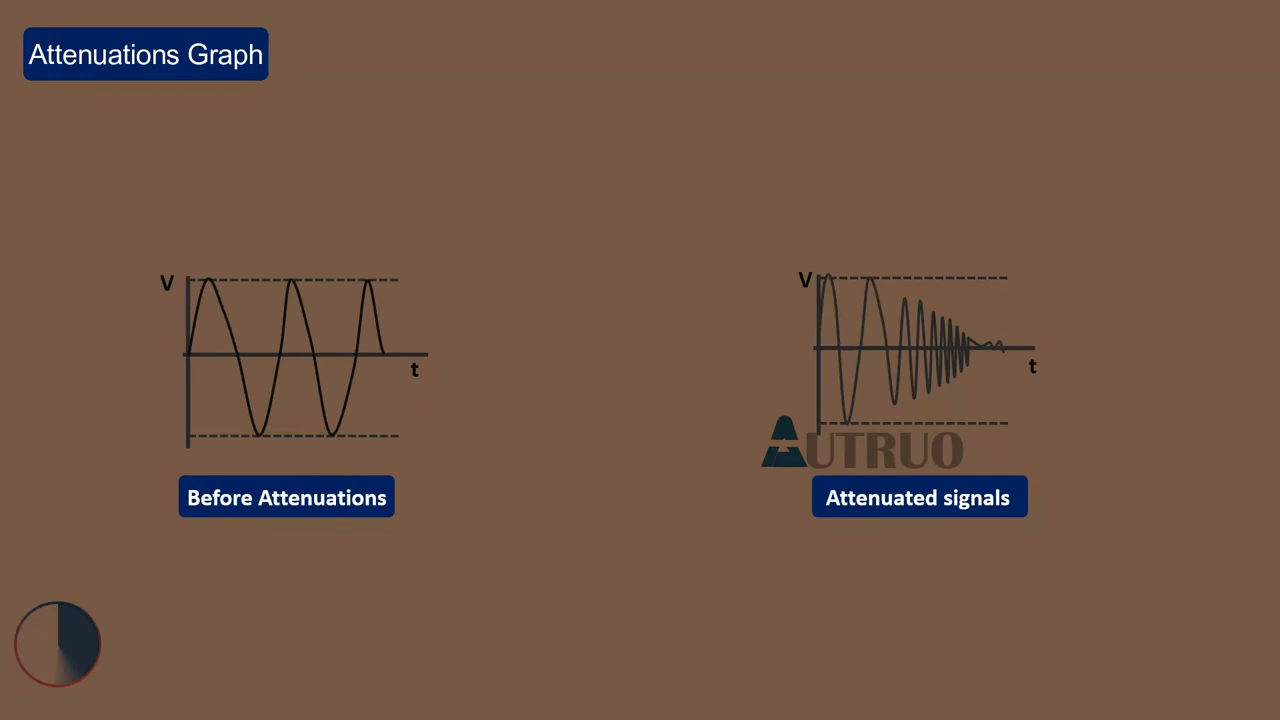 Attenuations Graph
V
t
Before Attenuations
V
t
AUTRUO
Attenuated signals